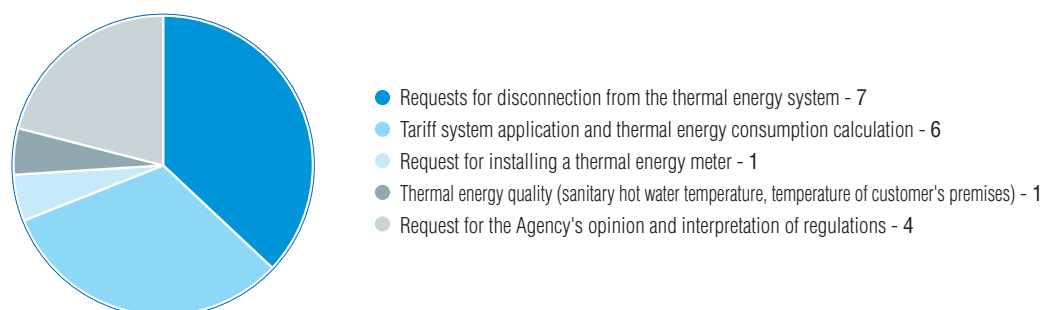 Requests for disconnection from the thermal energy system - 7
Tariff system application and thermal energy consumption calculation - 6
Request for installing a thermal energy meter - 1
Thermal energy quality (sanitary hot water temperature, temperature of customer's premises) - 1
Request for the Agency's opinion and interpretation of regulations - 4